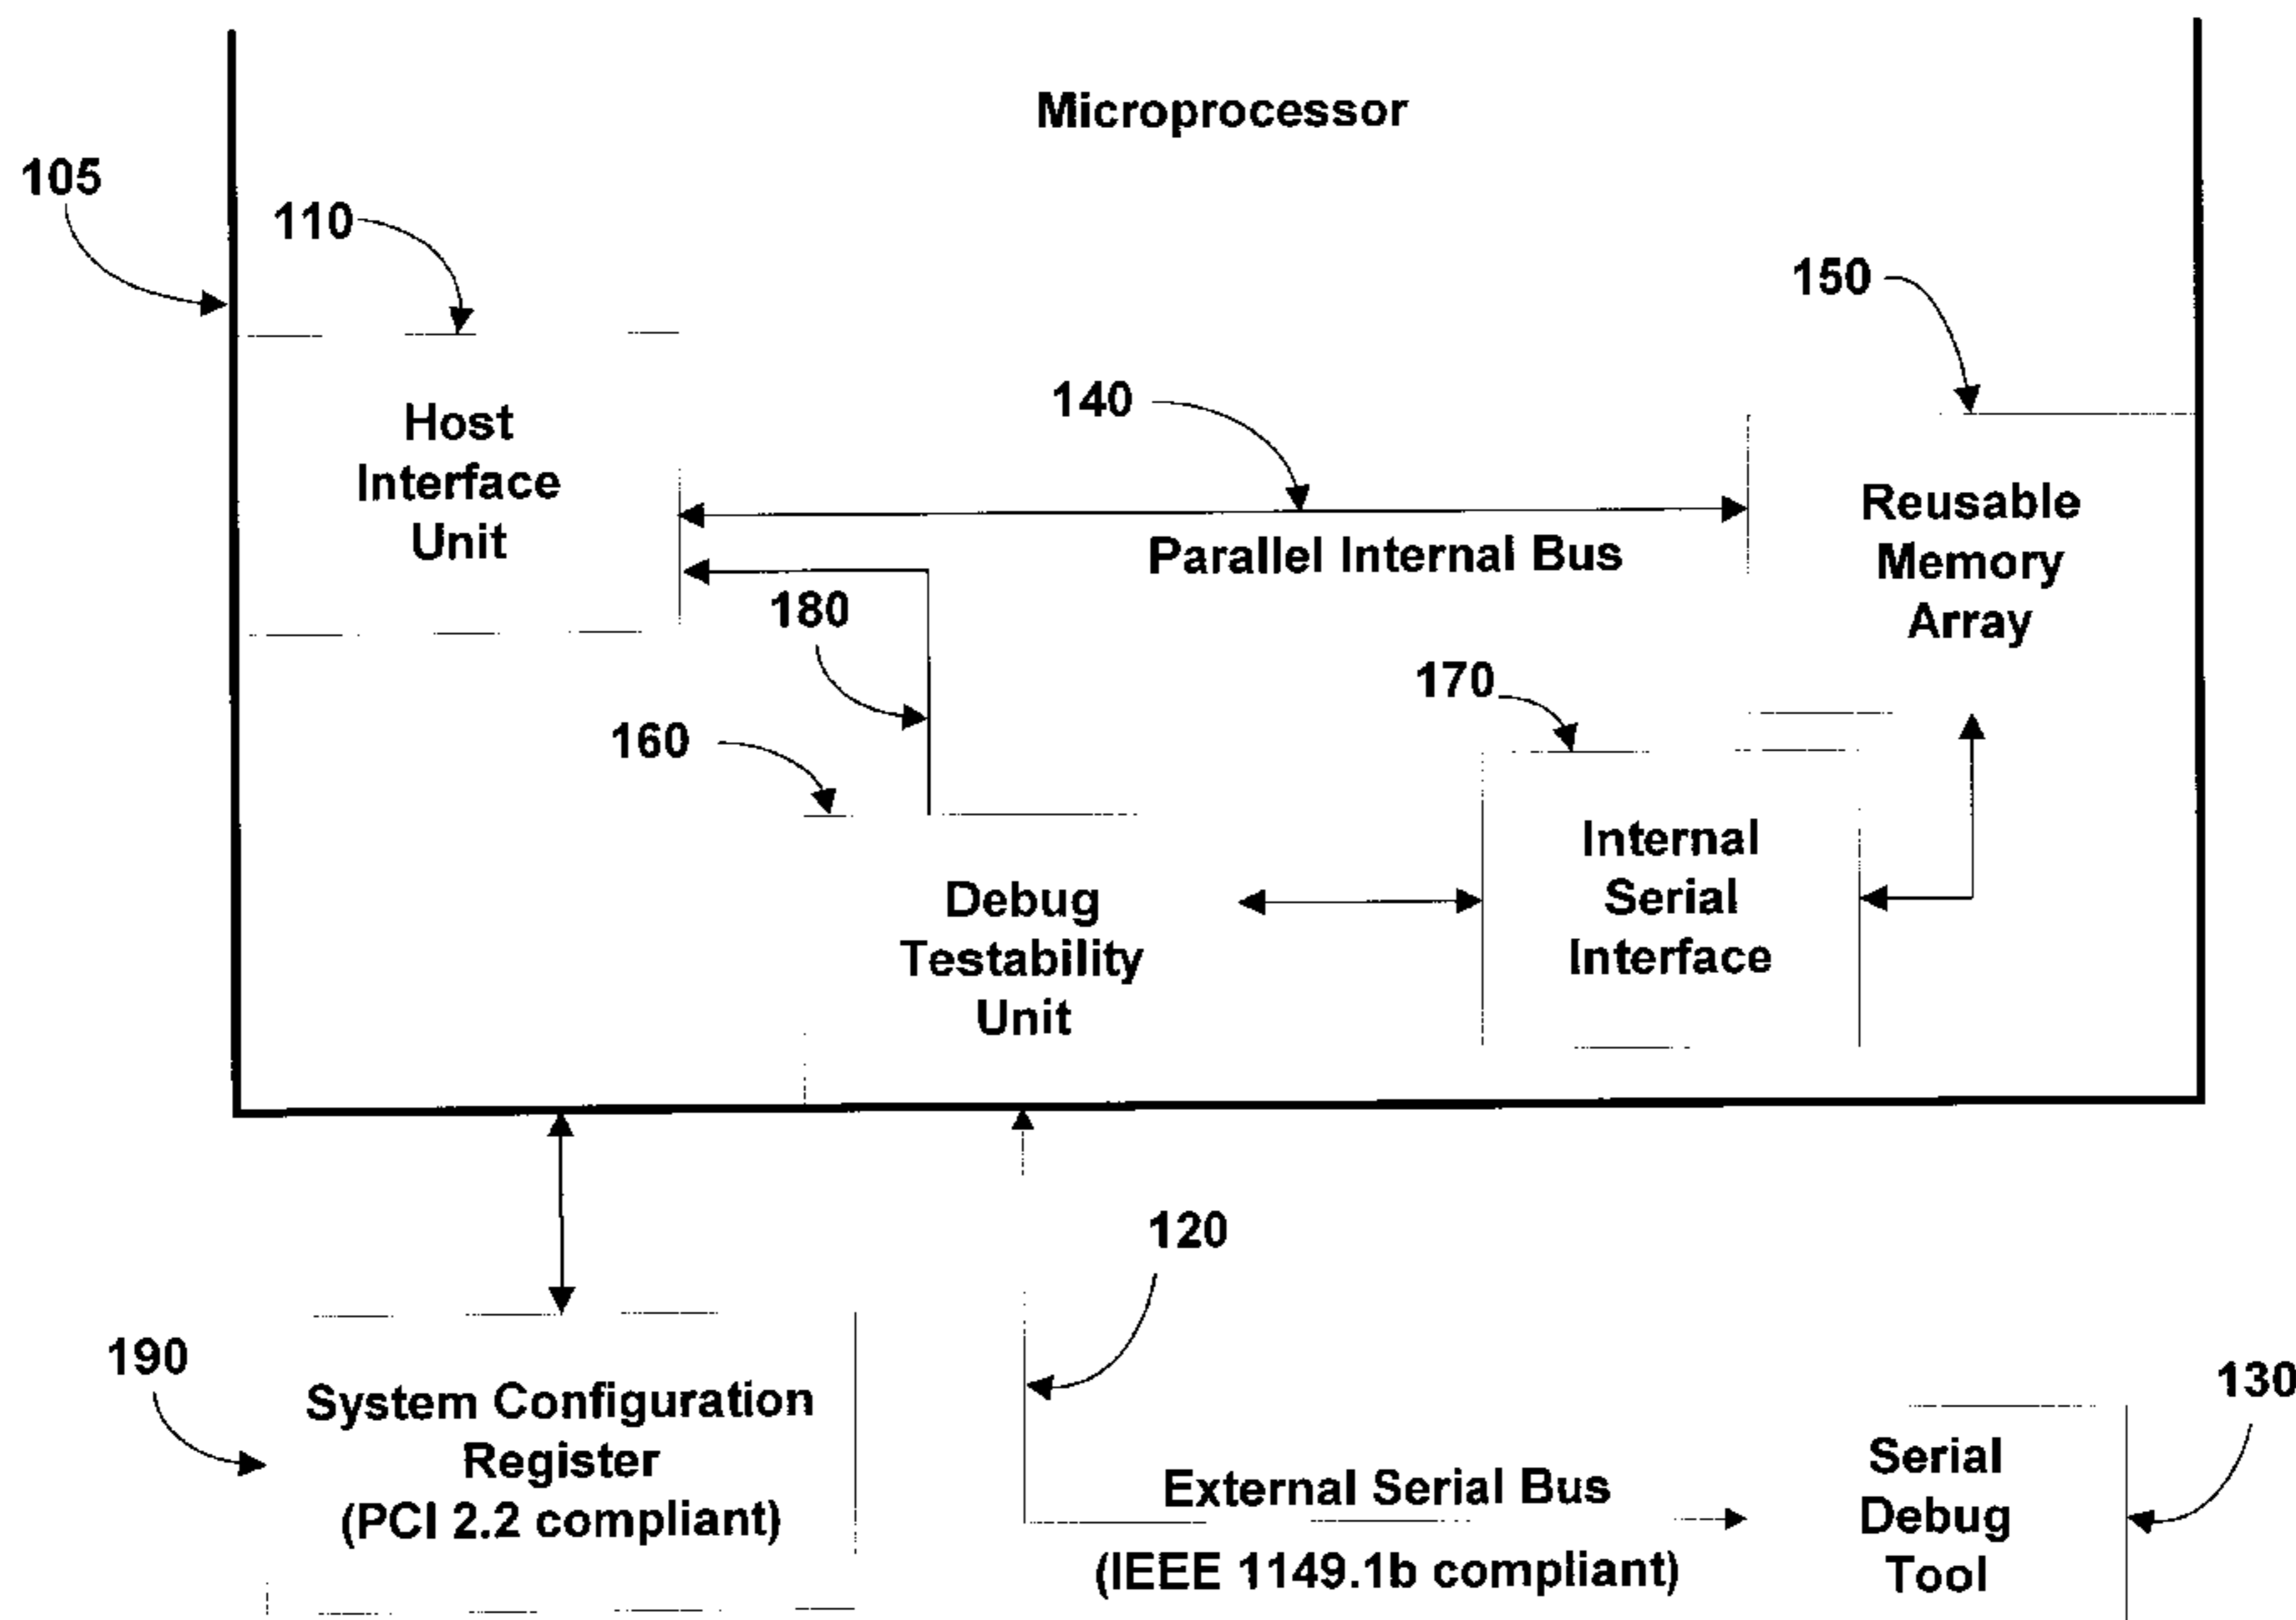 Microprocessor
105
110
150
140
Host
Interface
Unit
Reusable
Memory
Array
Parallel Internal Bus
180
170
160
Internal
Serial
Interface
Debug
Testability
Unit
120
190
130
System Configuration
Register
(PCI 2.2 compliant)
External Serial Bus
(IEEE 1149.1b compliant)
Serial
Debug
Tool